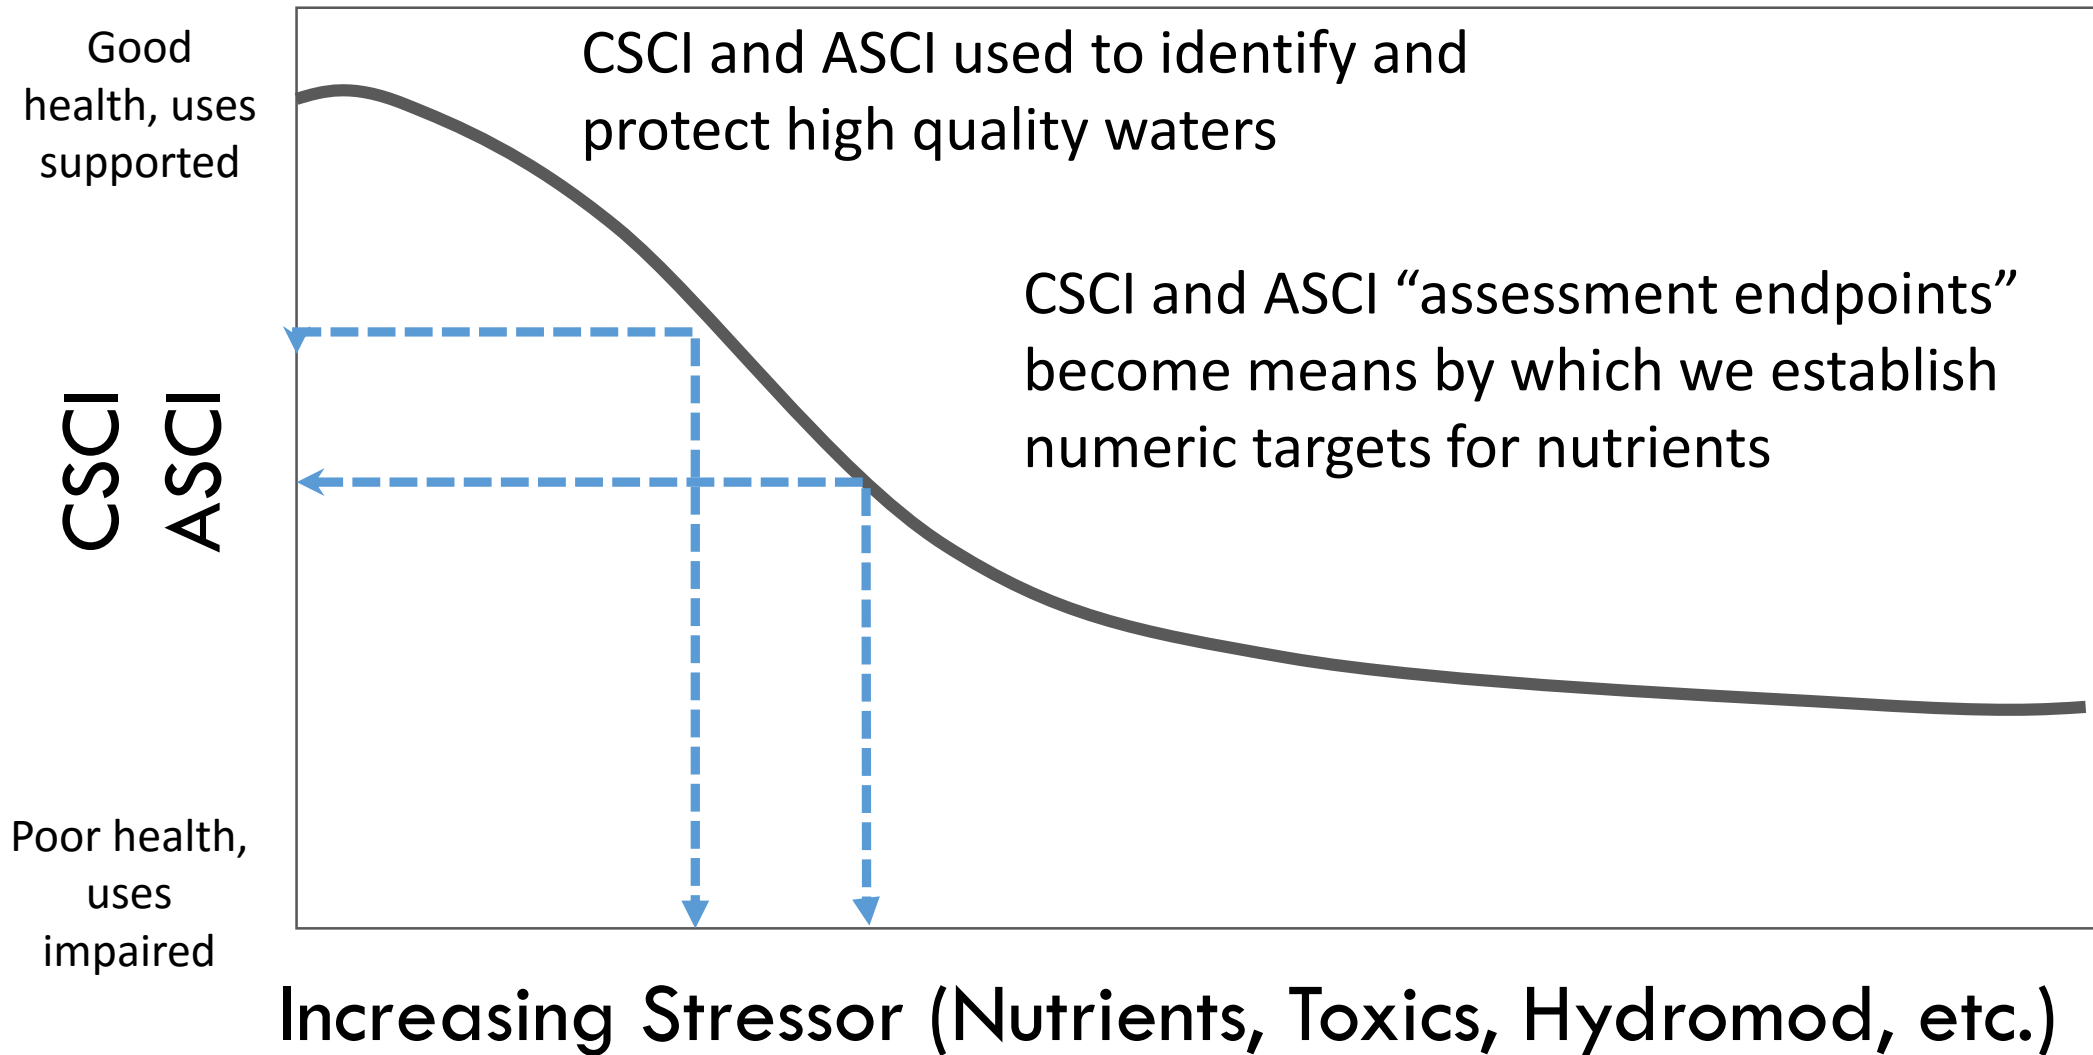 Good
health, uses
supported
CSCI and ASCI used to identify and
protect high quality waters
CSCI and ASCI “assessment endpoints”
become means by which we establish
numeric targets for nutrients
CSCI
ASCI
Poor health,
uses
impaired
Increasing Stressor (Nutrients, Toxics, Hydromod, etc.)